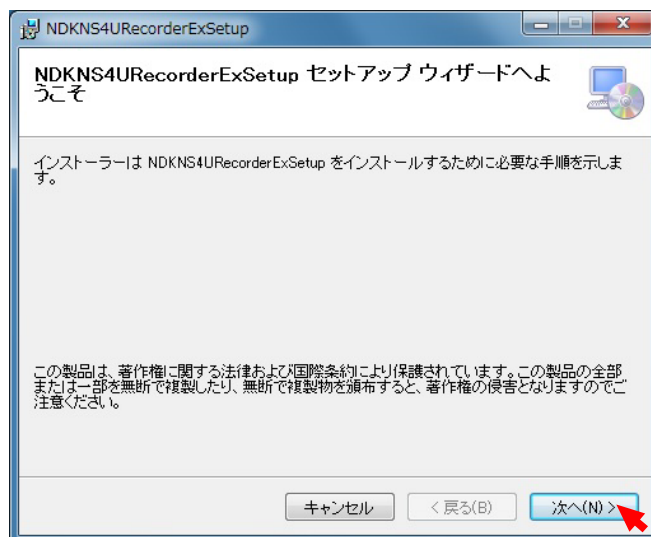 NDKNS4URecorderExSetup
NDKNS4URecorderExSetup セットアップ ウィザードへよ
うこそ
インストーラーは NDKNS4URecorderExSetup をインストールするために必要な手順を示しま
す。
この製品は、著作権に関する法律および国際条約により保護されています。この製品の全部
または一部を無断で複製したり、無断で複製物を頒布すると、著作権の侵害となりますのでご
注意ください。
キャンセル
< 戻る(B)
次へ(N) >